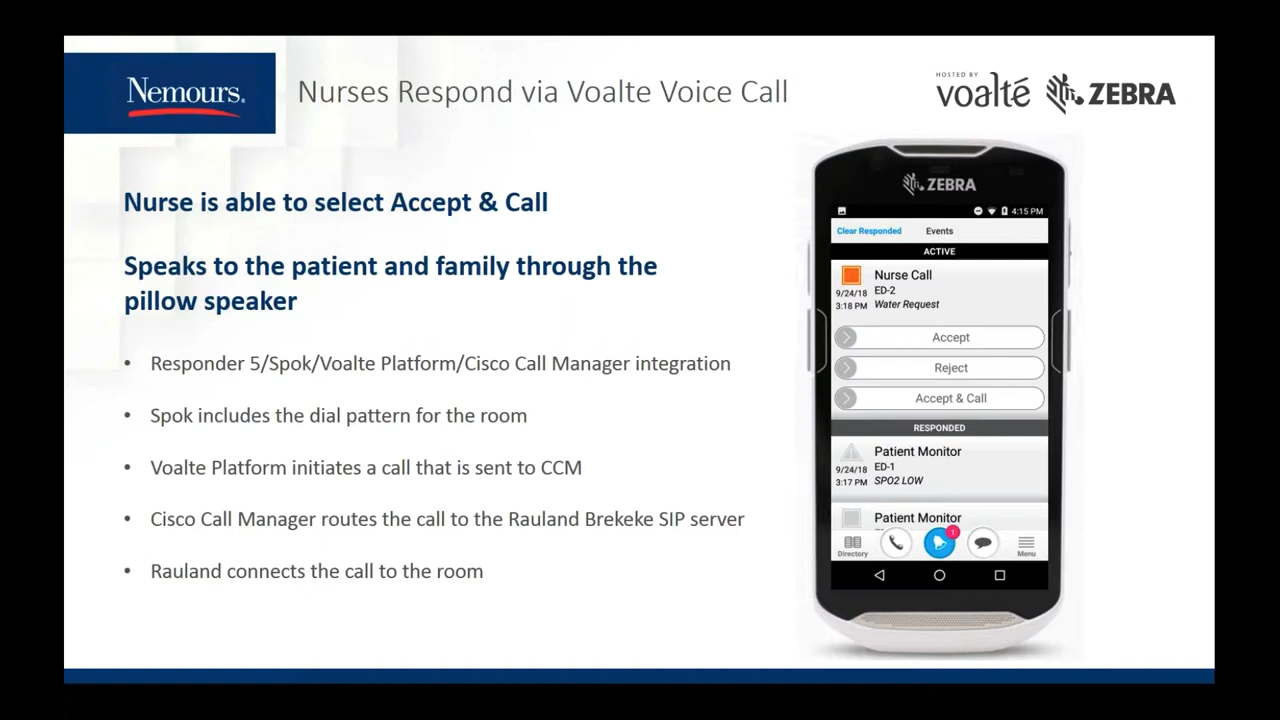 Nemours.
Nurses Respond via Voalte Voice Call
HOSTED BY
voalté
ZEBRA
Nurse is able to select Accept & Call
Speaks to the patient and family through the
pillow speaker
• Responder 5/Spok/Voalte Platform/Cisco Call Manager integration
• Spok includes the dial pattern for the room
• Voalte Platform initiates a call that is sent to CCM
• Cisco Call Manager routes the call to the Rauland Brekeke SIP server
• Rauland connects the call to the room
ZEBRA
4:15 PM
Clear Responded Events
ACTIVE
Nurse Call
9/24/18 ED-2
3:18 PM Water Request
Accept
Reject
Accept & Call
RESPONDED
Patient Monitor
9/24/18 ED-1
3:17 PM SPO2 LOW
Patient Monitor
1
Directory
Menu